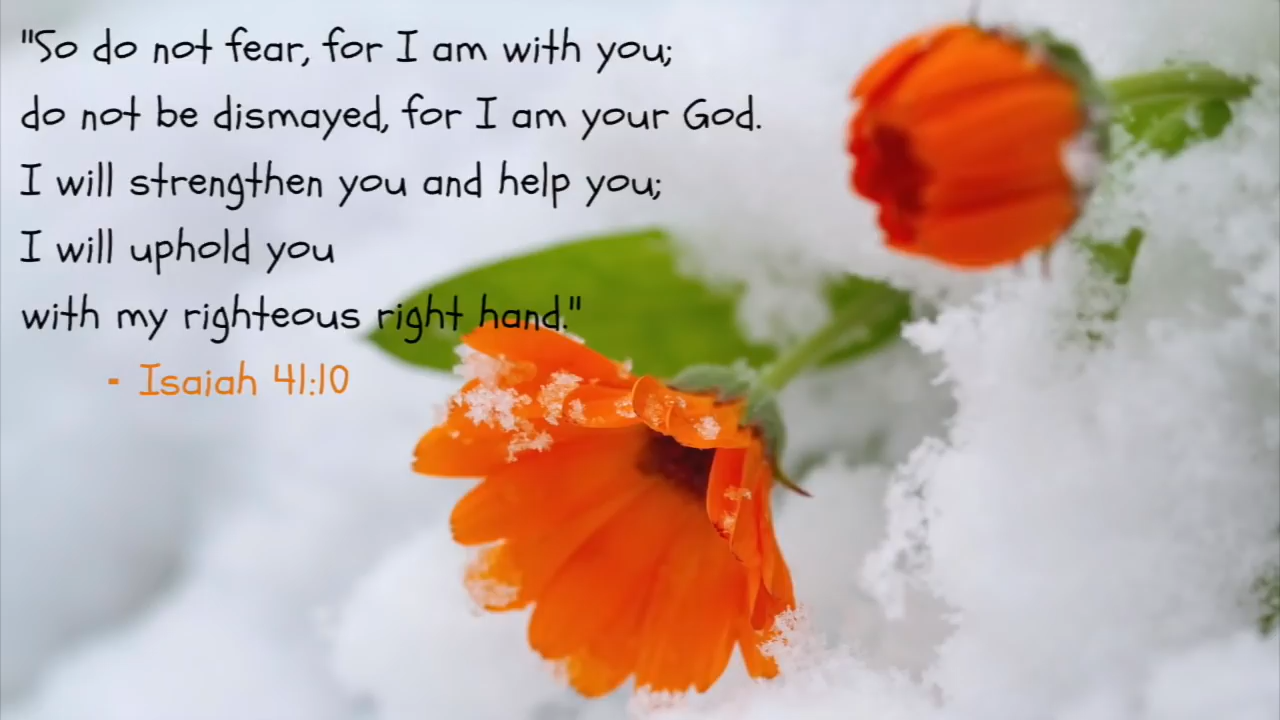 "So do not fear, for I am with you;
do not be dismayed, for I am your God.
I will strengthen you and help you;
I will uphold you
with my righteous right hand."
- Isaiah 41:10